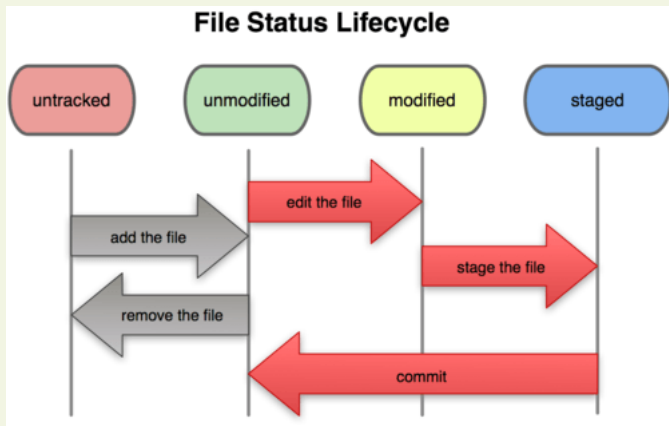 File Status Lifecycle
untracked
unmodified
modified
staged
edit the file
add the file
stage the file
remove the file
commit